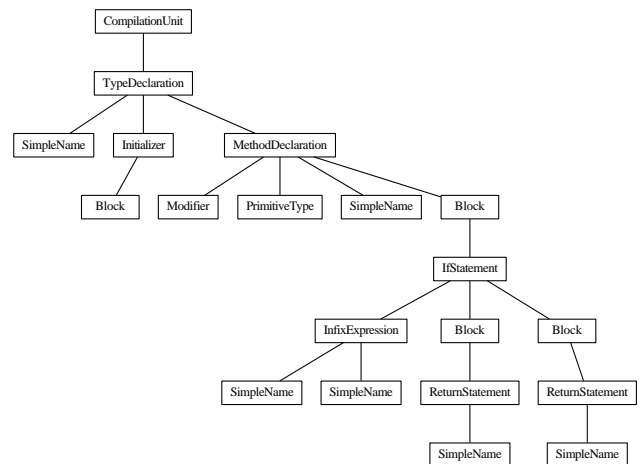 CompilationUnit
TypeDeclaration
SimpleName
Initializer
MethodDeclaration
Block
Modifier
PrimitiveType
SimpleName
Block
IfStatement
InfixExpression
Block
Block
SimpleName
SimpleName
ReturnStatement
ReturnStatement
SimpleName
SimpleName